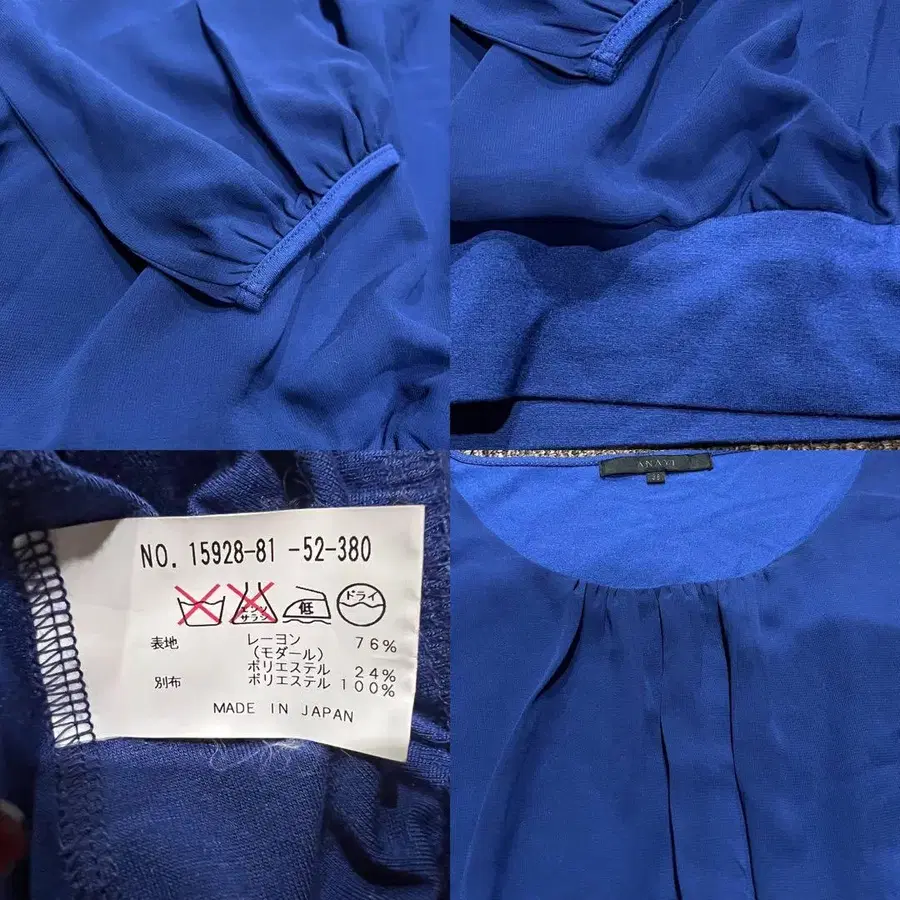 ANAYI
38
NO. 15928-81 -52-380
エンソ
サラシ
低
ドライ
表地 レーヨン 76%
(モダール)
ポリエステル 24%
別布 ポリエステル 100%
MADE IN JAPAN